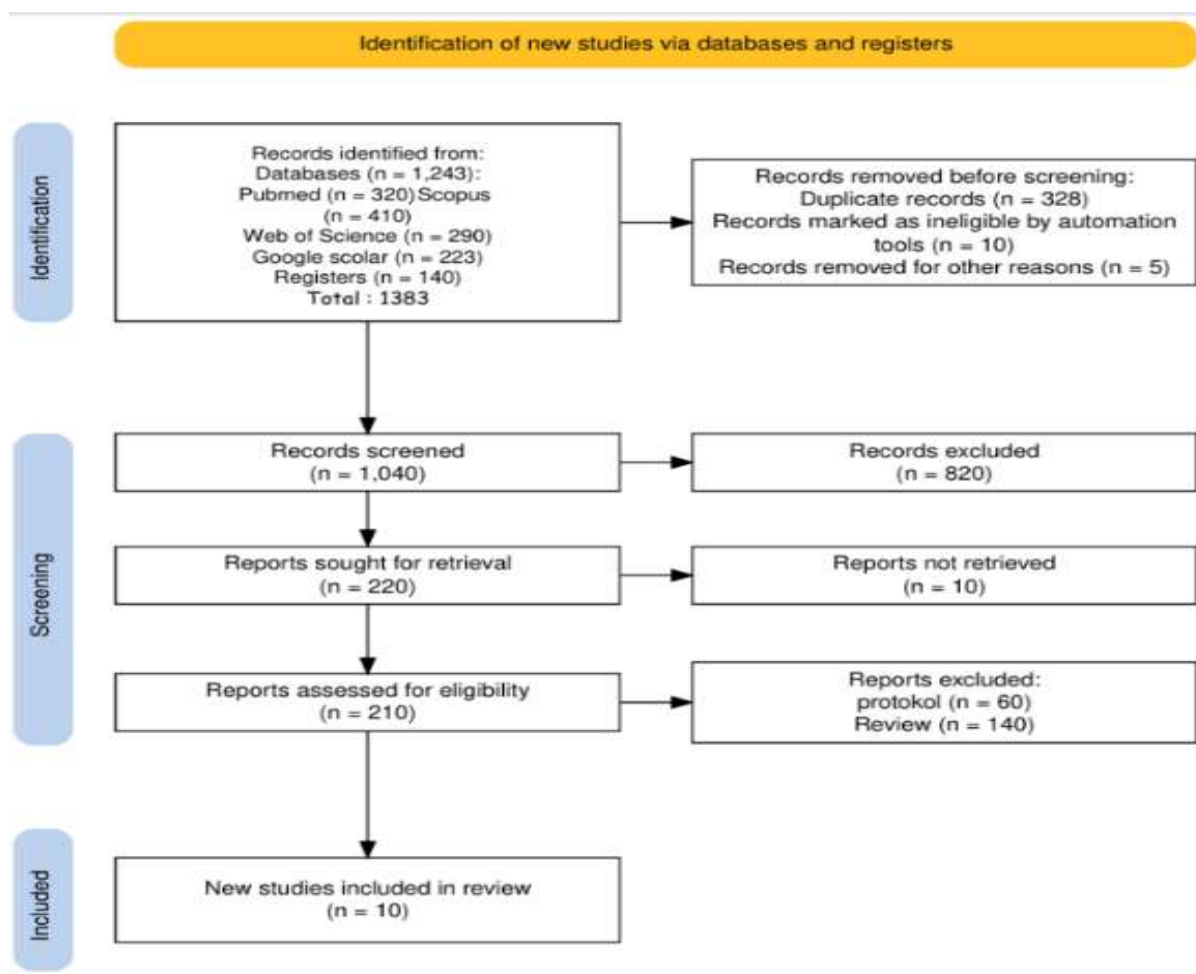 Identification of new studies via databases and registers
Identification
Records identified from:
Databases (n = 1,243):
Pubmed (n = 320)Scopus
(n = 410)
Web of Science (n = 290)
Google scolar (n = 223)
Registers (n = 140)
Total : 1383
Records removed before screening:
Duplicate records (n = 328)
Records marked as ineligible by automation
tools (n = 10)
Records removed for other reasons (n = 5)
Screening
Records screened
(n = 1,040)
Records excluded
(n = 820)
Reports sought for retrieval
(n = 220)
Reports not retrieved
(n = 10)
Reports assessed for eligibility
(n = 210)
Reports excluded:
protokol (n = 60)
Review (n = 140)
Included
New studies included in review
(n = 10)